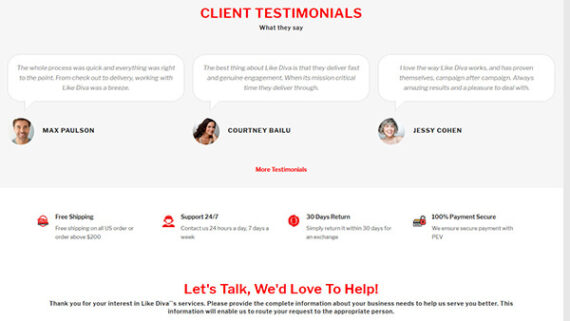 CLIENT TESTIMONIALS
What they say
The whole process was quick and everything was right
to the point. From check out to delivery, working with
Like Diva was a breeze.
MAX PAULSON
The best thing about Like Diva is that they deliver fast
and genuine engagement. When its mission critical
time they deliver through.
COURTNEY BAILU
I love the way Like Diva works, and has proven
themselves, campaign after campaign. Always
amazing results and a pleasure to deal with.
JESSY COHEN
More Testimonials
Free Shipping
Free shipping on all US order or
order above $200
Support 24/7
Contact us 24 hours a day, 7 days a
week
30 Days Return
Simply return it within 30 days for
an exchange
100% Payment Secure
We ensure secure payment with
PEV
Let's Talk, We'd Love To Help!
Thank you for your interest in Like Diva''s services. Please provide the complete information about your business needs to help us serve you better. This
information will enable us to route your request to the appropriate person.